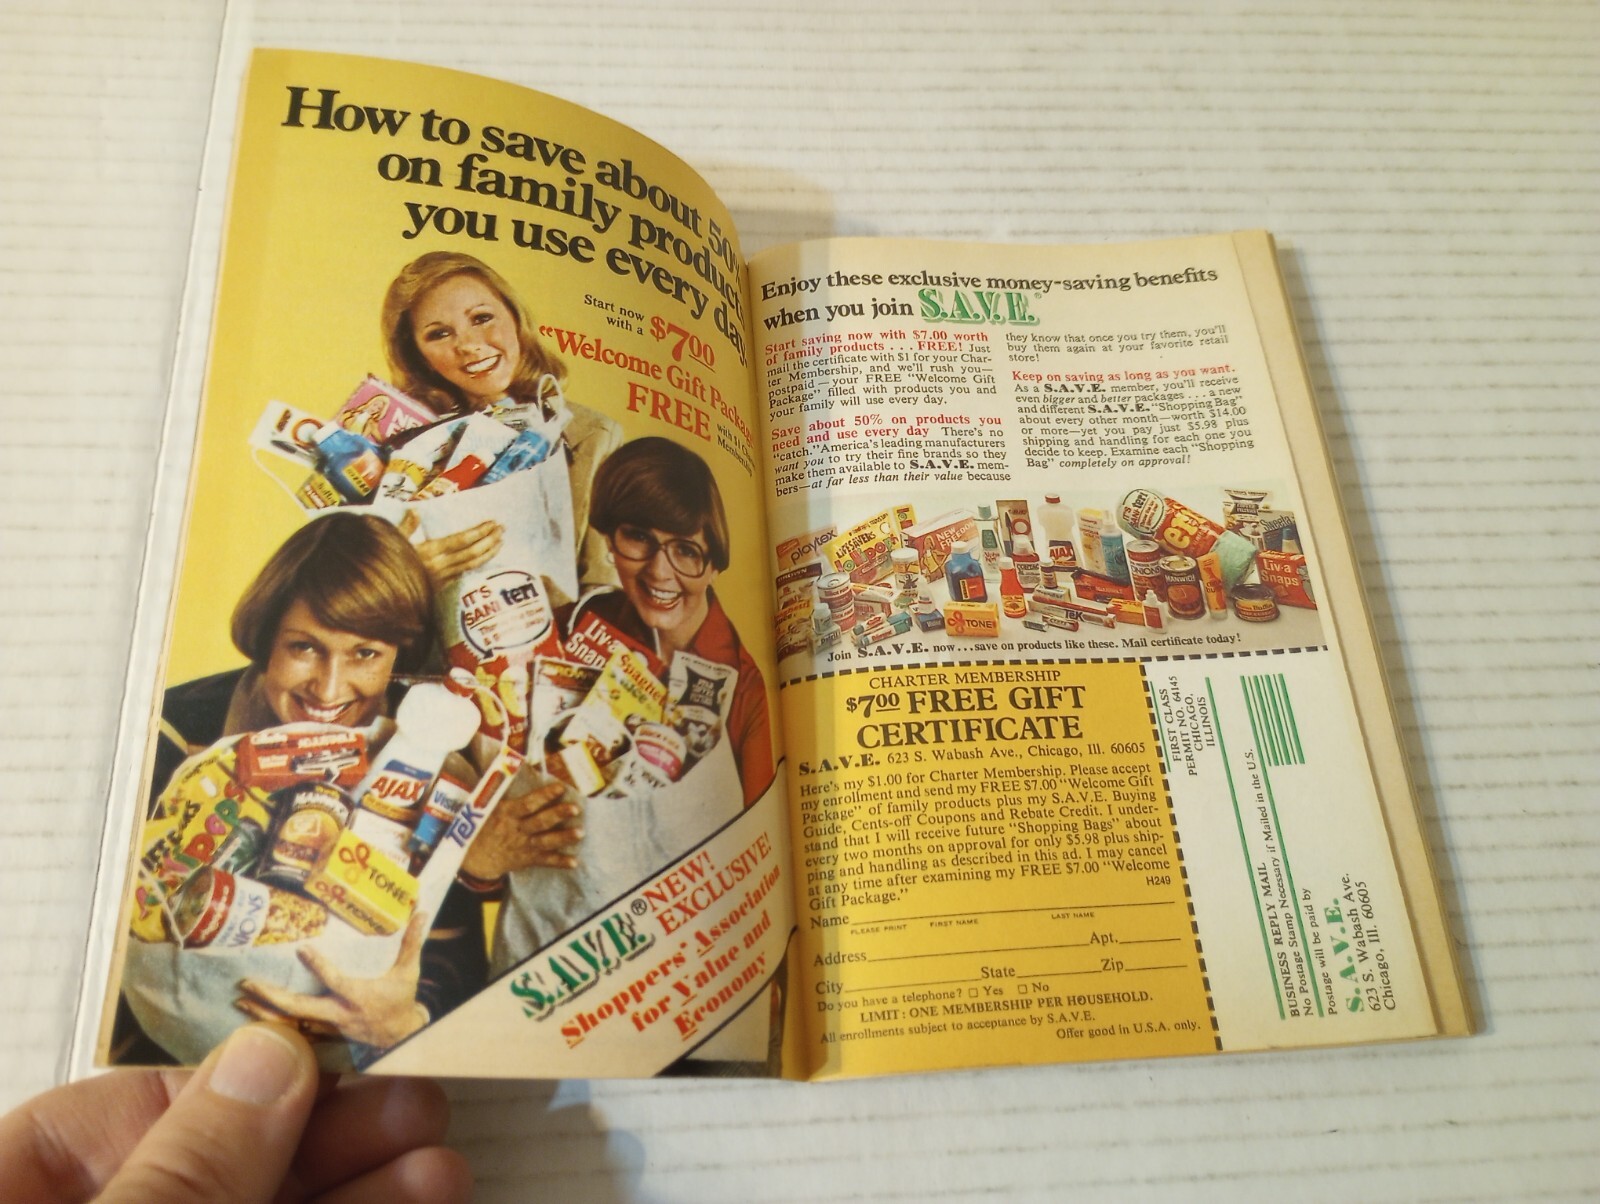 How to save about 50%
on family products
you use every day
Start now
with a $7.00
"Welcome Gift Package"
FREE
with $1
Membership
IT'S
SANI teri
Liv-a
Snaps
AJAX
Tek
TONE
S.A.V.E.® NEW!
EXCLUSIVE!
Shoppers' Association
for Value and
Economy
Enjoy these exclusive money-saving benefits
when you join S.A.V.E.®
Start saving now with $7.00 worth
of family products . . . FREE! Just
mail the certificate with $1 for your Char-
ter Membership, and we'll rush you—
postpaid—your FREE "Welcome Gift
Package" filled with products you and
your family will use every day.
Save about 50% on products you
need and use every day There's no
"catch." America's leading manufacturers
want you to try their fine brands so they
make them available to S.A.V.E. mem-
bers—at far less than their value because
they know that once you try them, you'll
buy them again at your favorite retail
store!
Keep on saving as long as you want.
As a S.A.V.E. member, you'll receive
even bigger and better packages . . . a new
and different S.A.V.E. "Shopping Bag"
about every other month—worth $14.00
or more—yet you pay just $5.98 plus
shipping and handling for each one you
decide to keep. Examine each "Shopping
Bag" completely on approval!
playtex
LIFESAVERS
AJAX
ONIONS
MANWICH
Liv-a
Snaps
TONE
Tek
Join S.A.V.E. now...save on products like these. Mail certificate today!
CHARTER MEMBERSHIP
$7.00 FREE GIFT
CERTIFICATE
S.A.V.E. 623 S. Wabash Ave., Chicago, Ill. 60605
Here's my $1.00 for Charter Membership. Please accept
my enrollment and send my FREE $7.00 "Welcome Gift
Package" of family products plus my S.A.V.E. Buying
Guide, Cents-off Coupons and Rebate Credit. I under-
stand that I will receive future "Shopping Bags" about
every two months on approval for only $5.98 plus ship-
ping and handling as described in this ad. I may cancel
at any time after examining my FREE $7.00 "Welcome
Gift Package."
H249
Name
PLEASE PRINT FIRST NAME LAST NAME
Address Apt.
City State Zip
Do you have a telephone? □ Yes □ No
LIMIT: ONE MEMBERSHIP PER HOUSEHOLD.
All enrollments subject to acceptance by S.A.V.E.
Offer good in U.S.A. only.
FIRST CLASS
PERMIT NO. 64145
CHICAGO,
ILLINOIS
BUSINESS REPLY MAIL
No Postage Stamp Necessary if Mailed in the U.S.
Postage will be paid by
S.A.V.E.
623 S. Wabash Ave.
Chicago, Ill. 60605